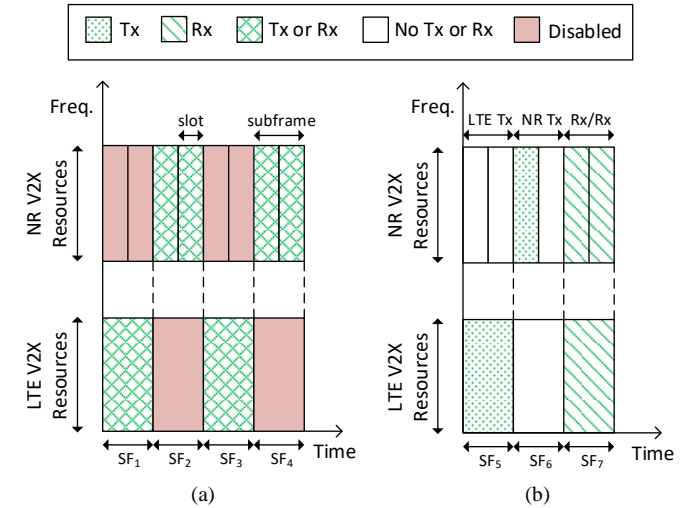 Tx Rx Tx or Rx No Tx or Rx Disabled
Freq.
slot subframe
NR V2X
Resources
LTE V2X
Resources
SF₁ SF₂ SF₃ SF₄ Time
(a)
Freq.
LTE Tx NR Tx Rx/Rx
NR V2X
Resources
LTE V2X
Resources
SF₅ SF₆ SF₇ Time
(b)